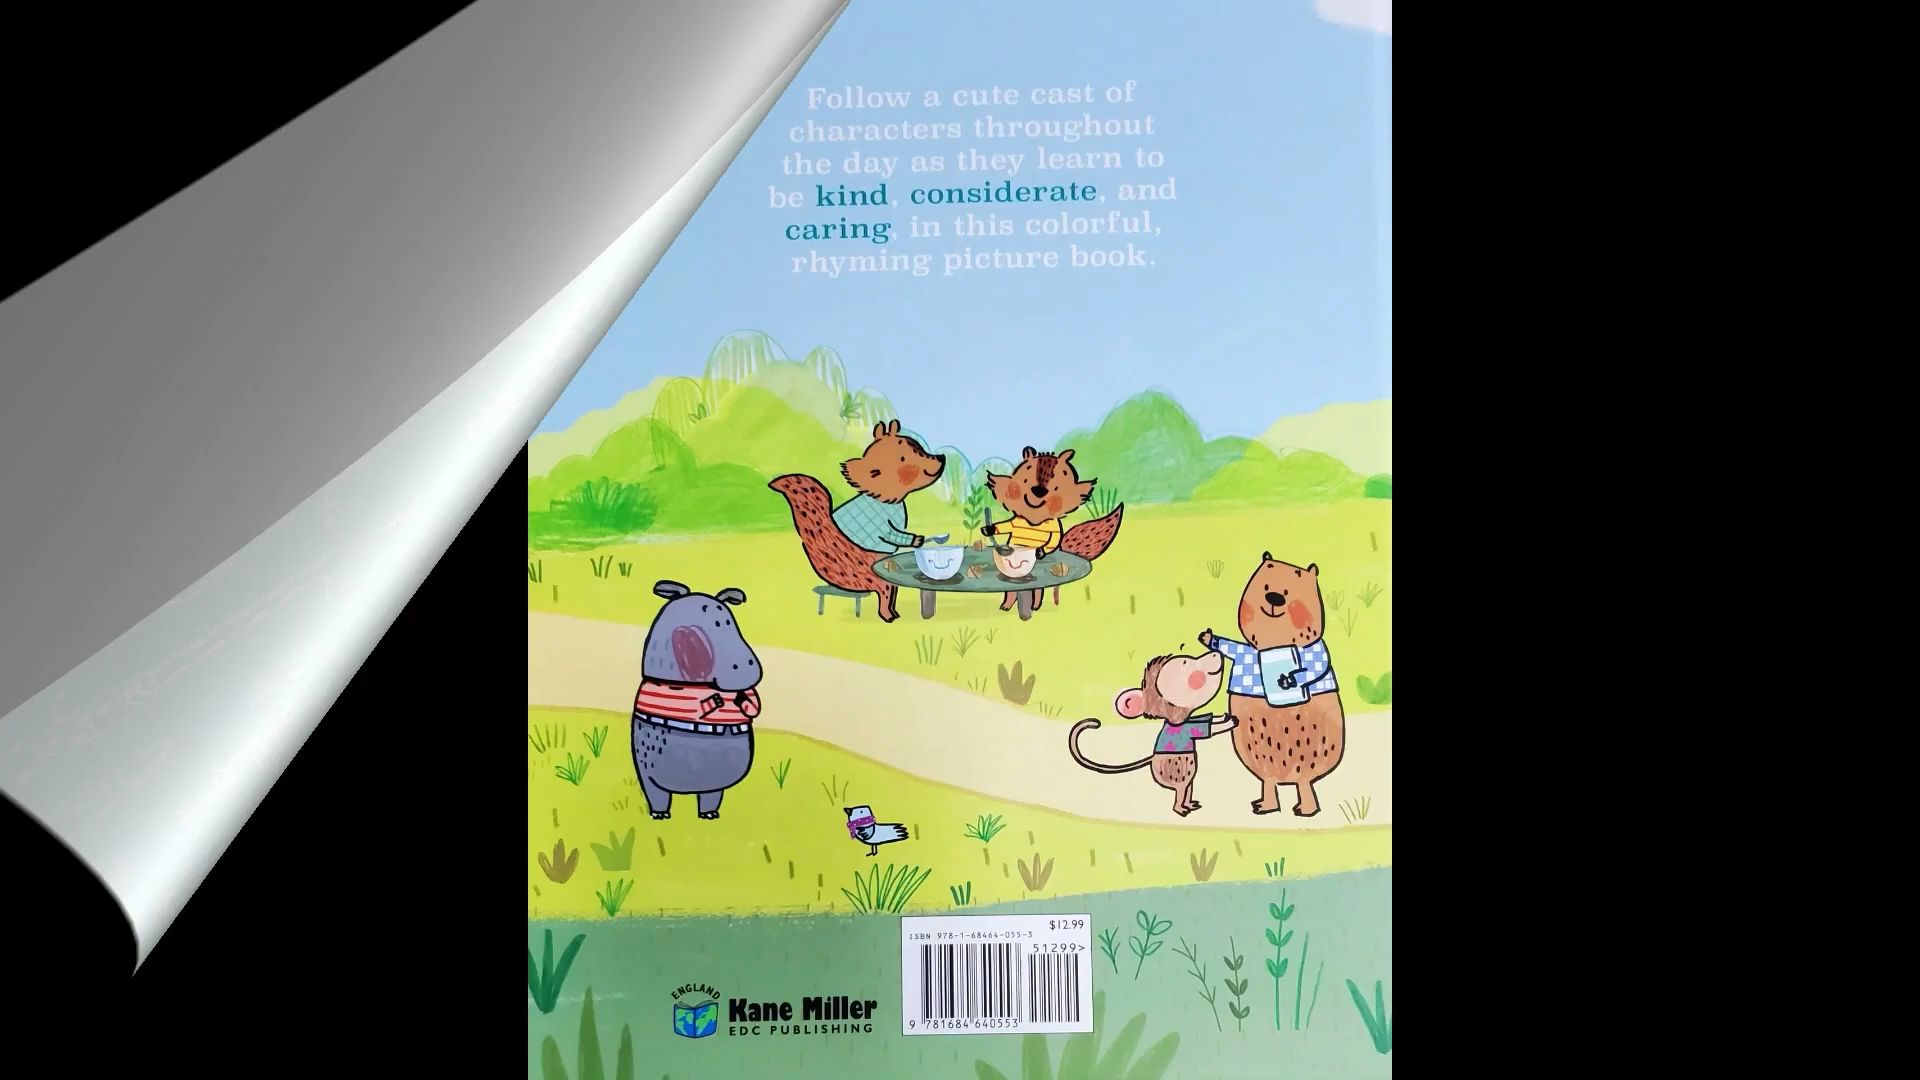 Follow a cute cast of
characters throughout
the day as they learn to
be kind, considerate, and
caring, in this colorful,
rhyming picture book.
$12.99
ISBN 978-1-68464-055-3
51299>
9 781684 640553
ENGLAND
Kane Miller
EDC PUBLISHING